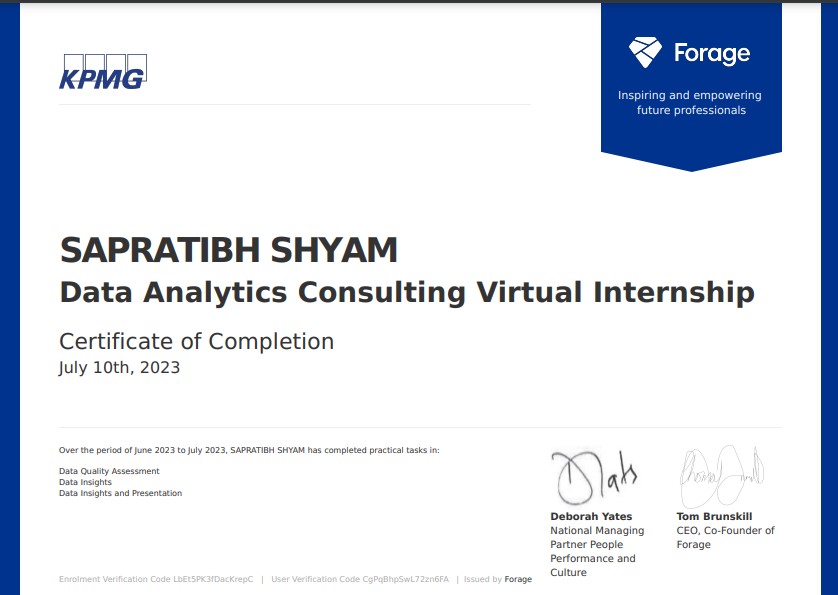 KPMG
Forage
Inspiring and empowering
future professionals
SAPRATIBH SHYAM
Data Analytics Consulting Virtual Internship
Certificate of Completion
July 10th, 2023
Over the period of June 2023 to July 2023, SAPRATIBH SHYAM has completed practical tasks in:
Data Quality Assessment
Data Insights
Data Insights and Presentation
Deborah Yates
National Managing
Partner People
Performance and
Culture
Tom Brunskill
CEO, Co-Founder of
Forage
Enrolment Verification Code LbEt5PK3fDacKrepC | User Verification Code CgPqBhpSwL72zn6FA | Issued by Forage